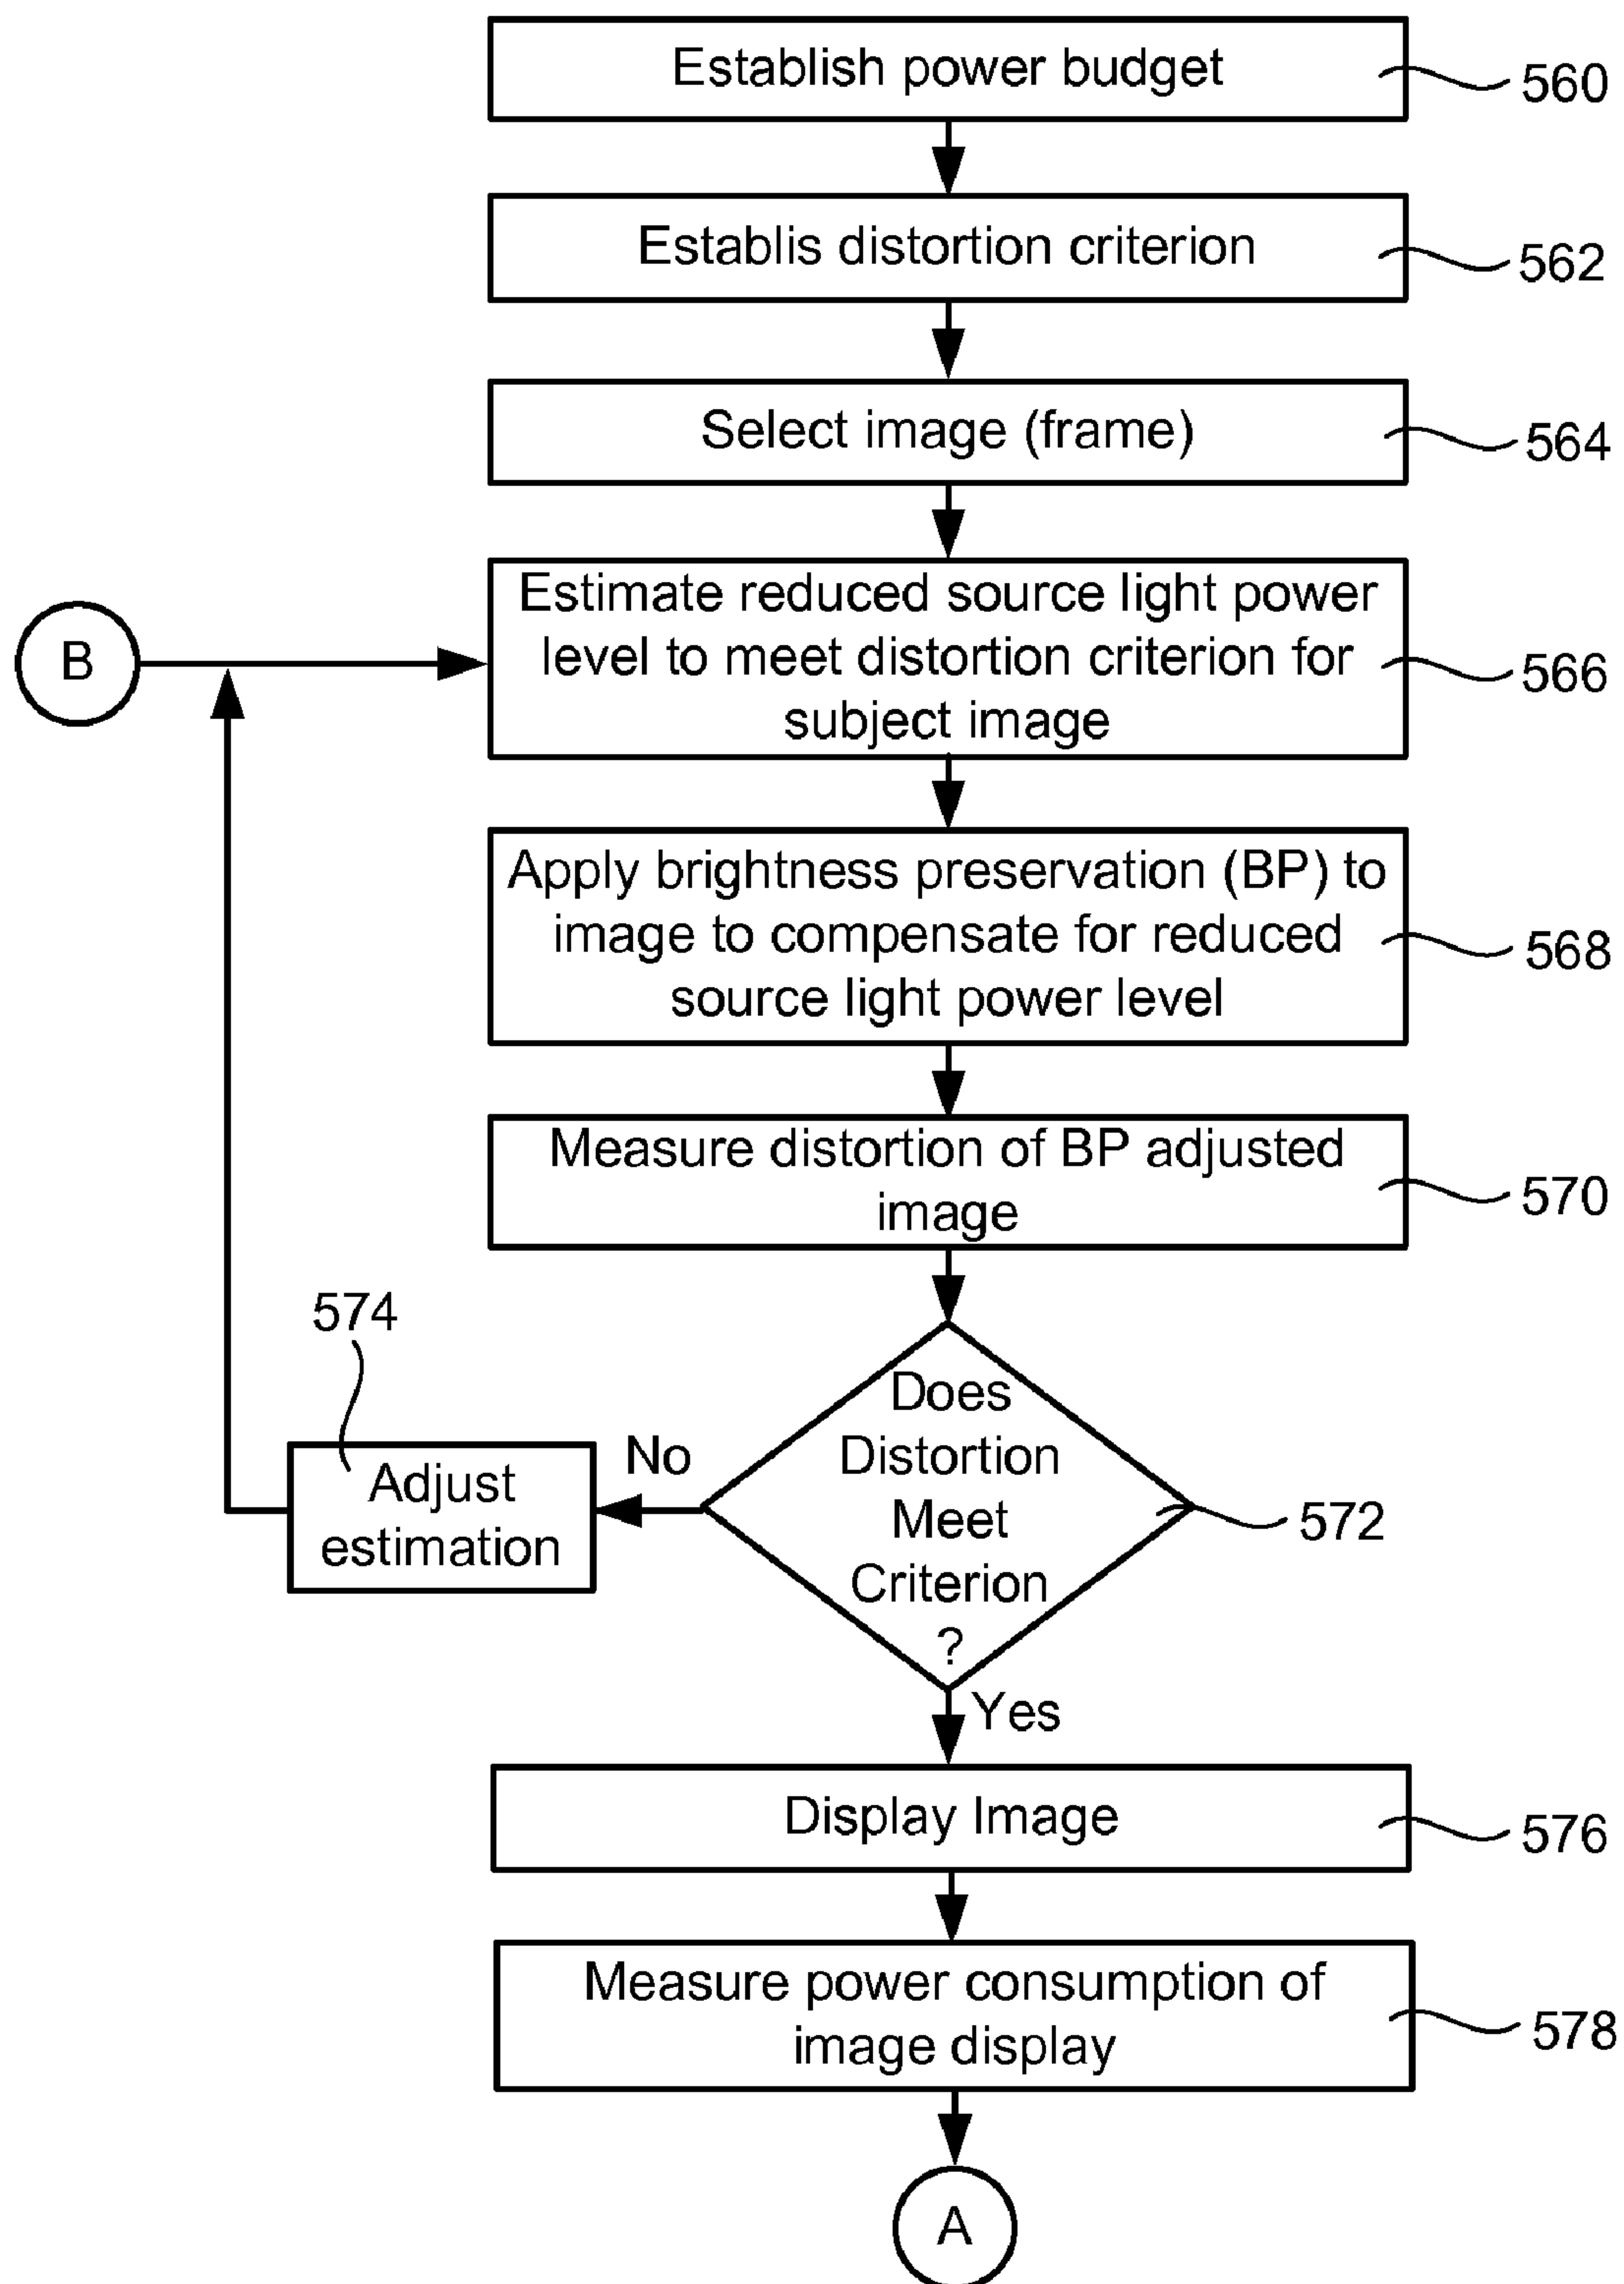 Establish power budget
560
Establis distortion criterion
562
Select image (frame)
564
B
Estimate reduced source light power
level to meet distortion criterion for
subject image
566
Apply brightness preservation (BP) to
image to compensate for reduced
source light power level
568
Measure distortion of BP adjusted
image
570
574
Adjust
estimation
No
Does
Distortion
Meet
Criterion
?
572
Yes
Display Image
576
Measure power consumption of
image display
578
A